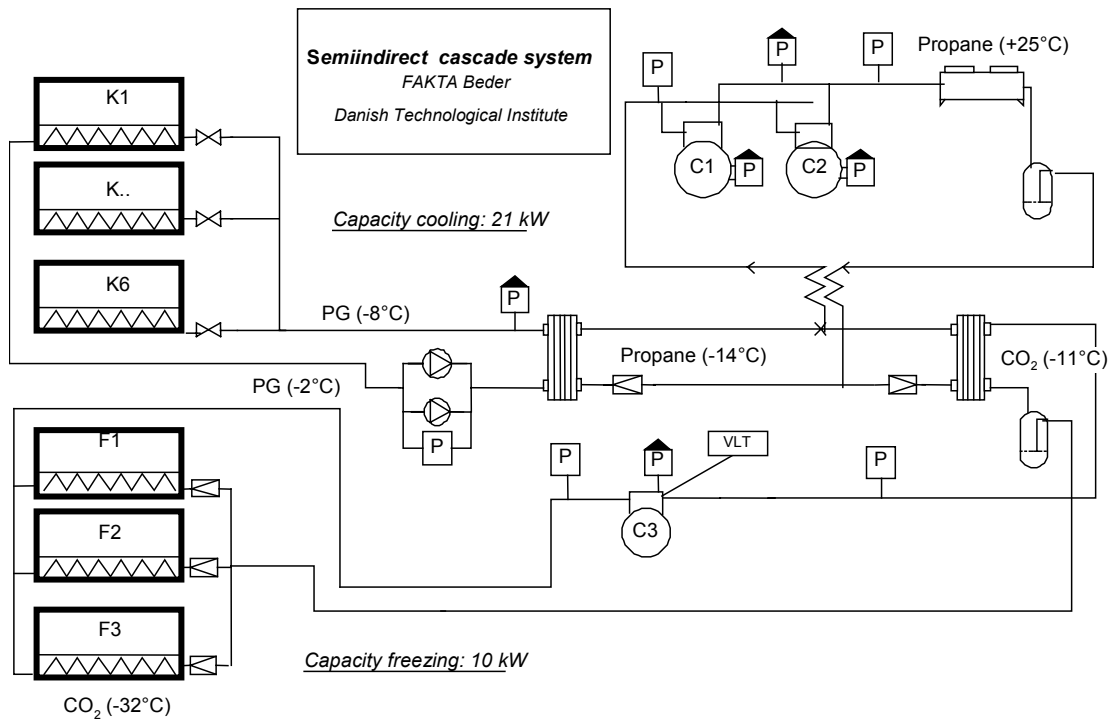 Semiindirect cascade system
FAKTA Beder
Danish Technological Institute
Propane (+25°C)
P
P
P
K1
C1
P
C2
P
K..
Capacity cooling: 21 kW
K6
PG (-8°C)
P
Propane (-14°C)
CO2 (-11°C)
PG (-2°C)
P
F1
P
P
VLT
P
F2
C3
F3
Capacity freezing: 10 kW
CO2 (-32°C)